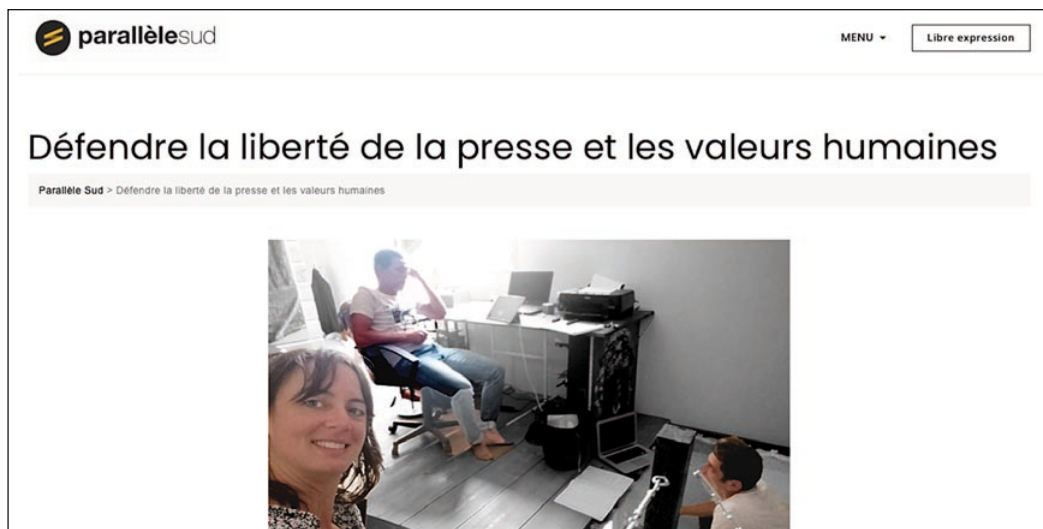 parallèlesud
MENU
Libre expression
Défendre la liberté de la presse et les valeurs humaines
Parallèle Sud > Défendre la liberté de la presse et les valeurs humaines